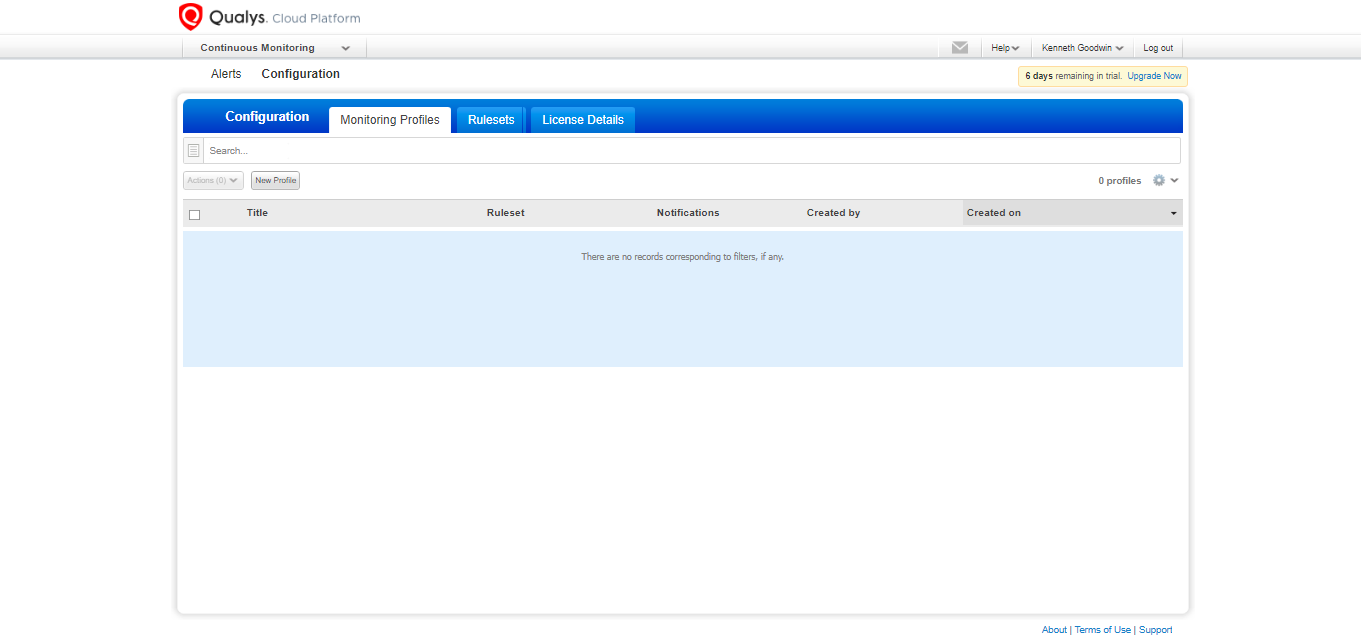 Qualys. Cloud Platform
Continuous Monitoring
Help
Kenneth Goodwin
Log out
Alerts
Configuration
6 days remaining in trial. Upgrade Now
Configuration
Monitoring Profiles
Rulesets
License Details
Search...
Actions (0)
New Profile
0 profiles
Title
Ruleset
Notifications
Created by
Created on
There are no records corresponding to filters, if any.
About | Terms of Use | Support